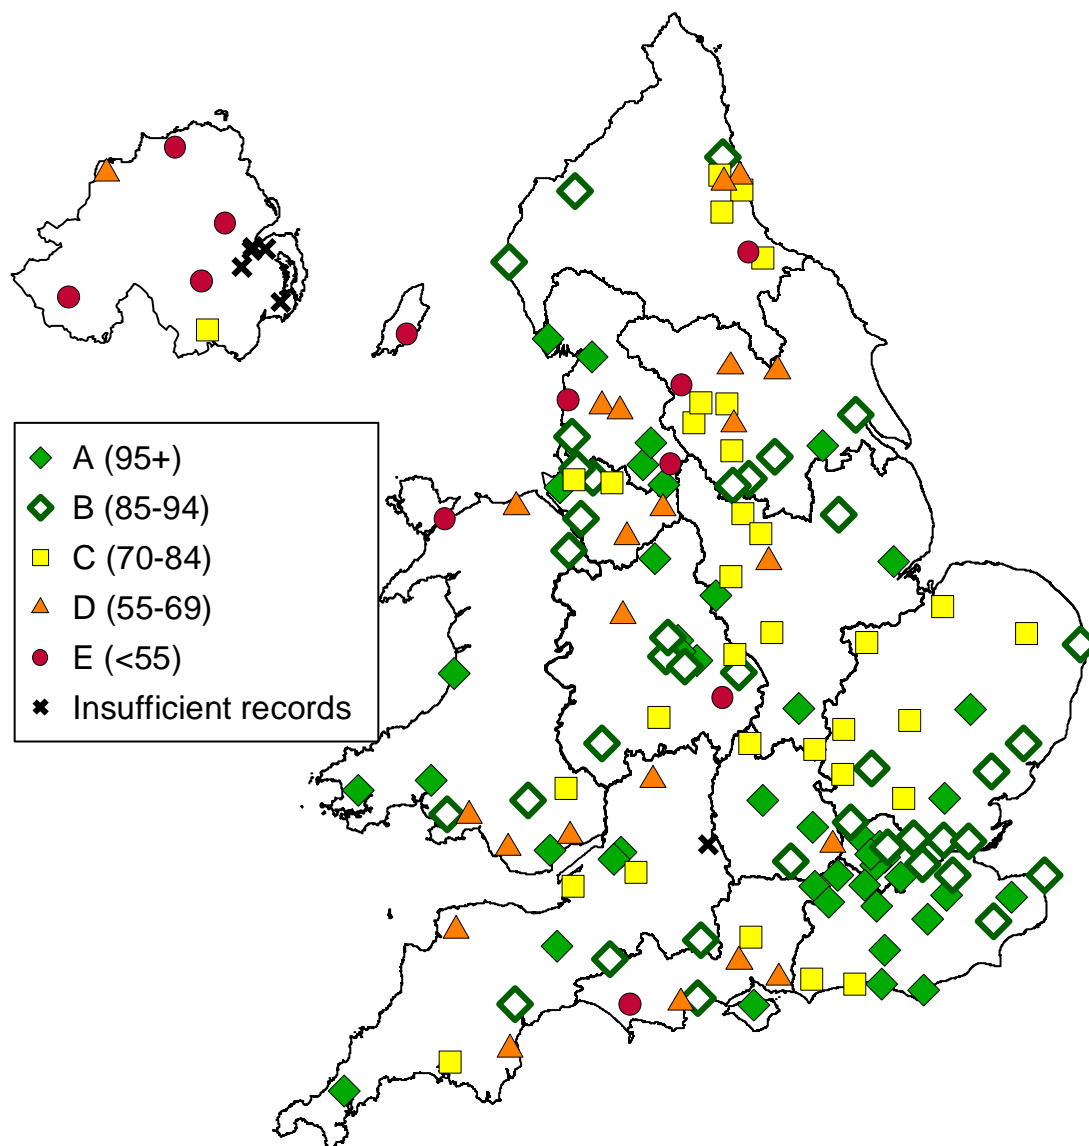 A (95+)
B (85-94)
C (70-84)
D (55-69)
E (<55)
Insufficient records